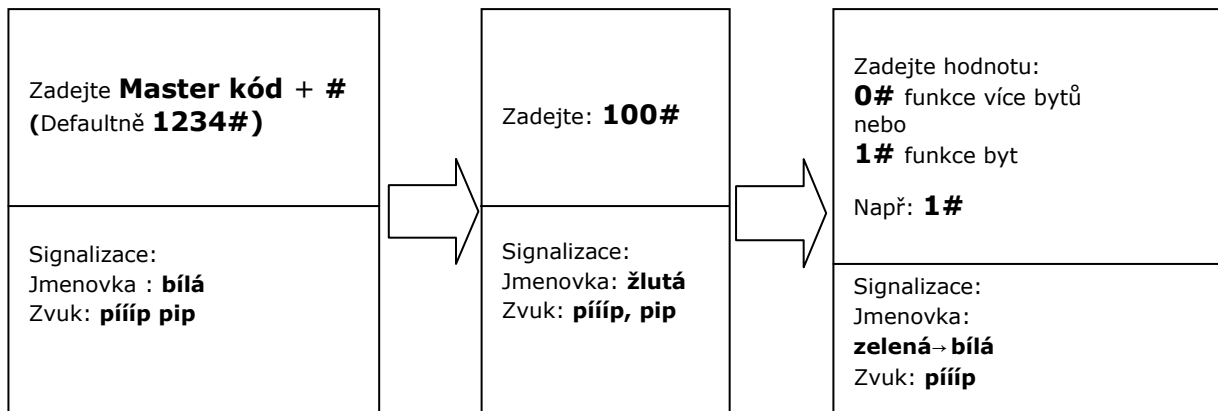 Zadejte Master kód + #
(Defaultně 1234#)
Signalizace:
Jmenovka : bílá
Zvuk: píííp pip
Zadejte: 100#
Signalizace:
Jmenovka: žlutá
Zvuk: píííp, pip
Zadejte hodnotu:
0# funkce více bytů
nebo
1# funkce byt
Např: 1#
Signalizace:
Jmenovka:
zelená→bílá
Zvuk: píííp